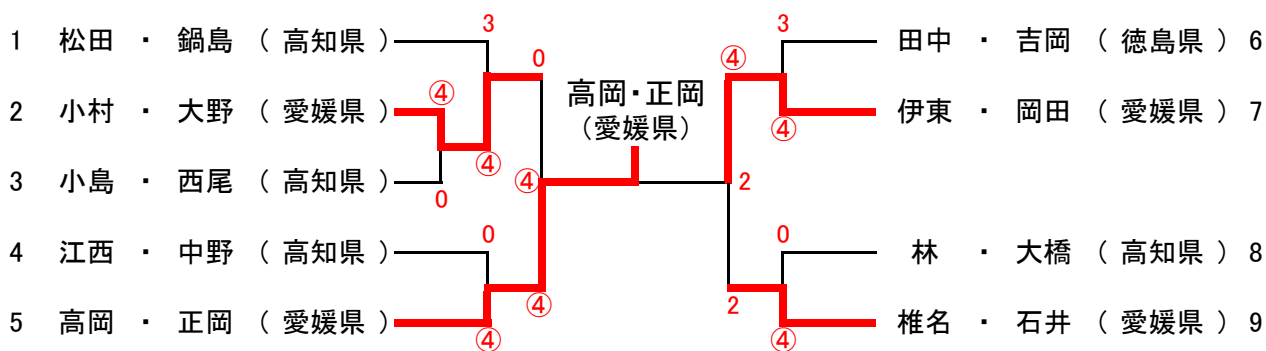 3
3
1 松田 ・ 鍋島 ( 高知県 )
田中 ・ 吉岡 ( 徳島県 ) 6
0
④
高岡・正岡
(愛媛県)
④
2 小村 ・ 大野 ( 愛媛県 )
伊東 ・ 岡田 ( 愛媛県 ) 7
④
④
3 小島 ・ 西尾 ( 高知県 )
0
④
2
0
0
4 江西 ・ 中野 ( 高知県 )
林 ・ 大橋 ( 高知県 ) 8
④
2
5 高岡 ・ 正岡 ( 愛媛県 )
椎名 ・ 石井 ( 愛媛県 ) 9
④
④